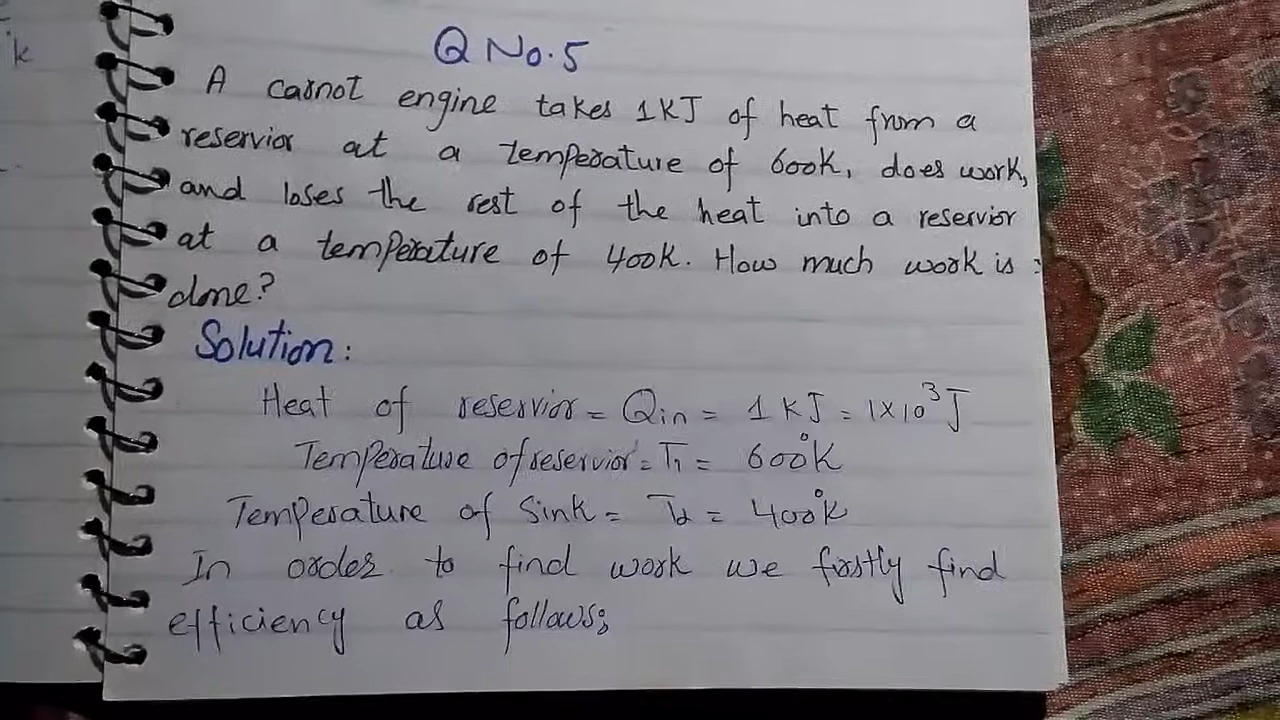 k
Q No.5
A carnot engine takes 1KJ of heat from a
reservior at a temperature of 600K, does work,
and loses the rest of the heat into a reservior
at a temperature of 400K. How much work is
done?
Solution:
Heat of reservior = Qin = 1 KJ = 1X10³J
Temperature of reservior = T1 = 600°K
Temperature of Sink = T2 = 400°K
In order to find work we firstly find
efficiency as follows;